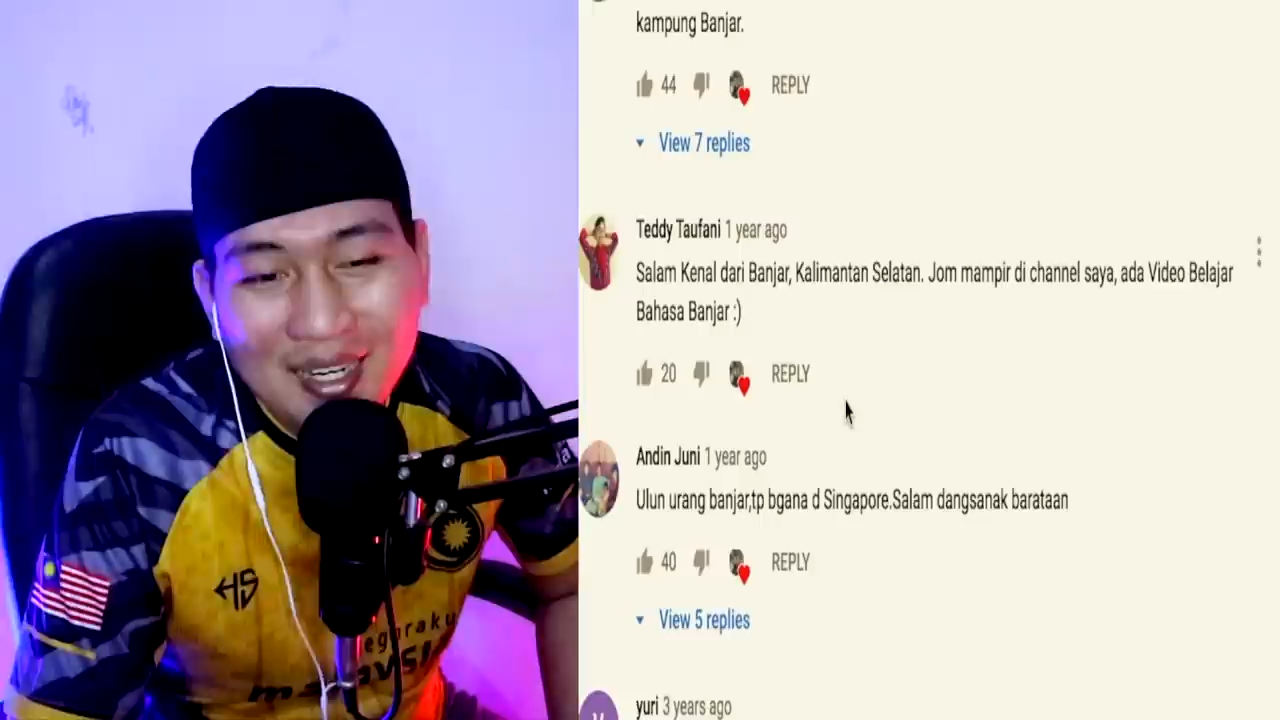 kampung Banjar.
44 REPLY
View 7 replies
Teddy Taufani 1 year ago
Salam Kenal dari Banjar, Kalimantan Selatan. Jom mampir di channel saya, ada Video Belajar
Bahasa Banjar :)
20 REPLY
Andin Juni 1 year ago
Ulun urang banjar,tp bgana d Singapore.Salam dangsanak barataan
40 REPLY
View 5 replies
yuri 3 years ago
HS
egaraku